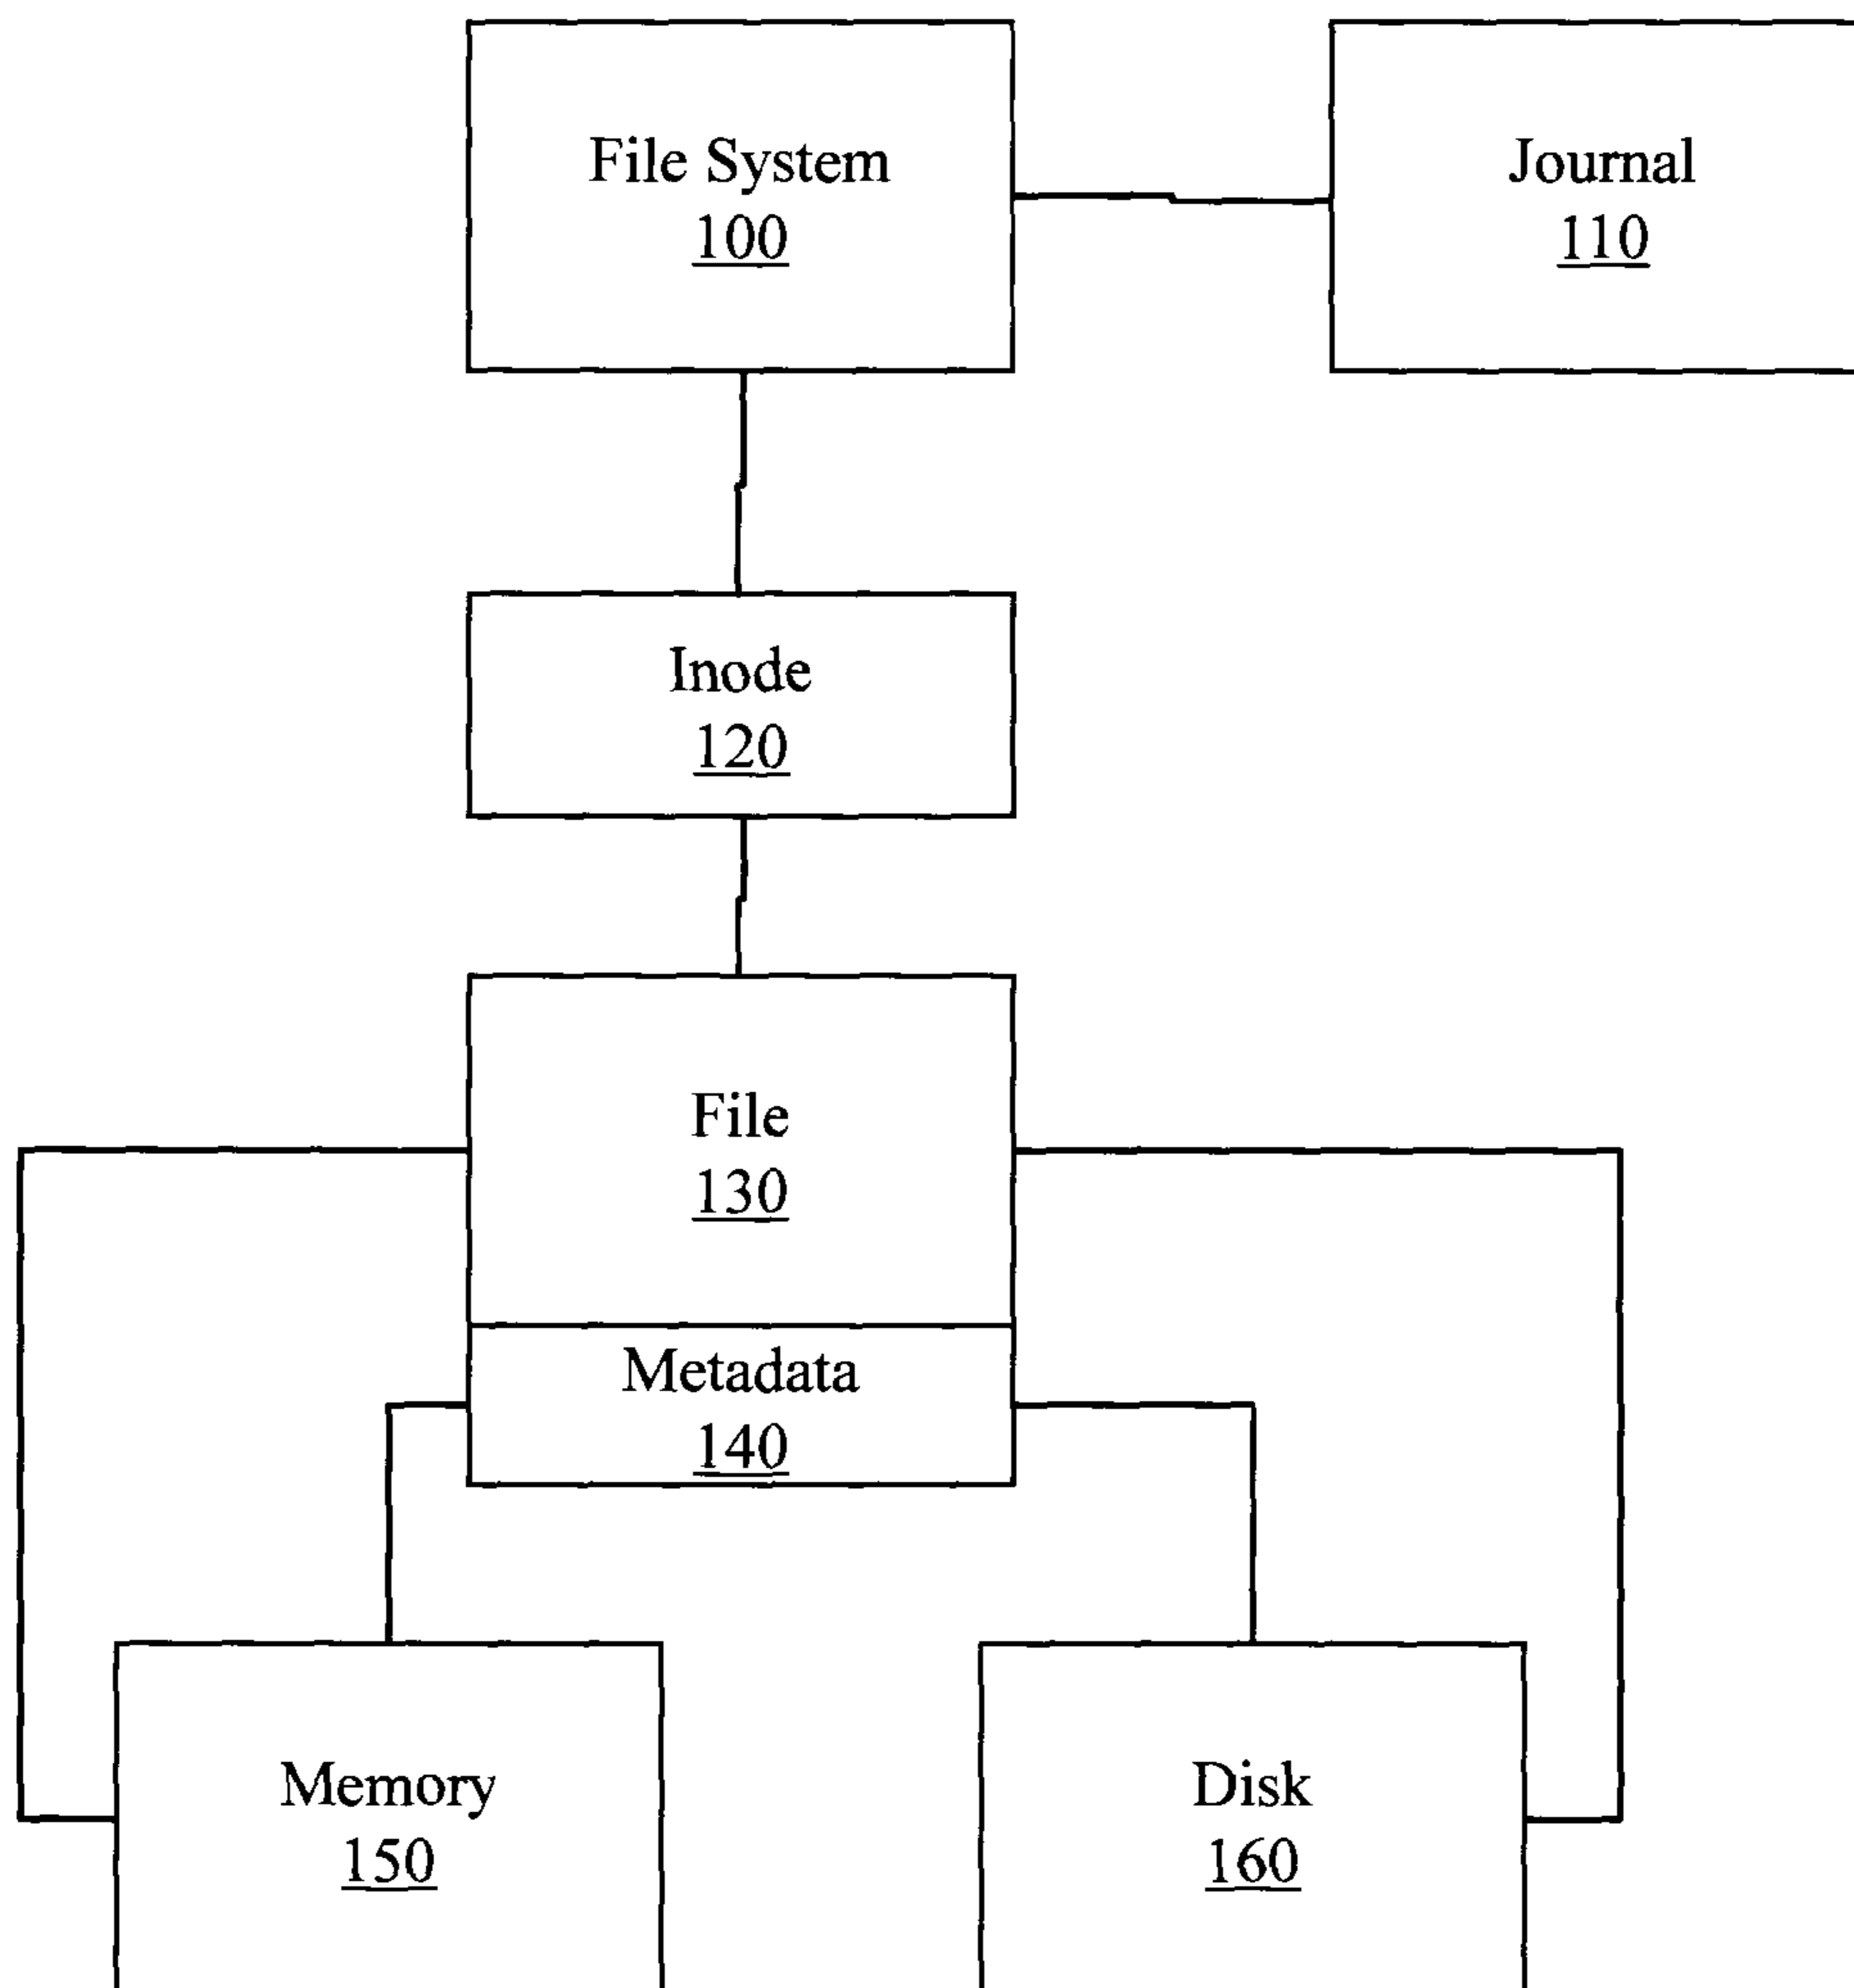 File System
100
Journal
110
Inode
120
File
130
Metadata
140
Memory
150
Disk
160